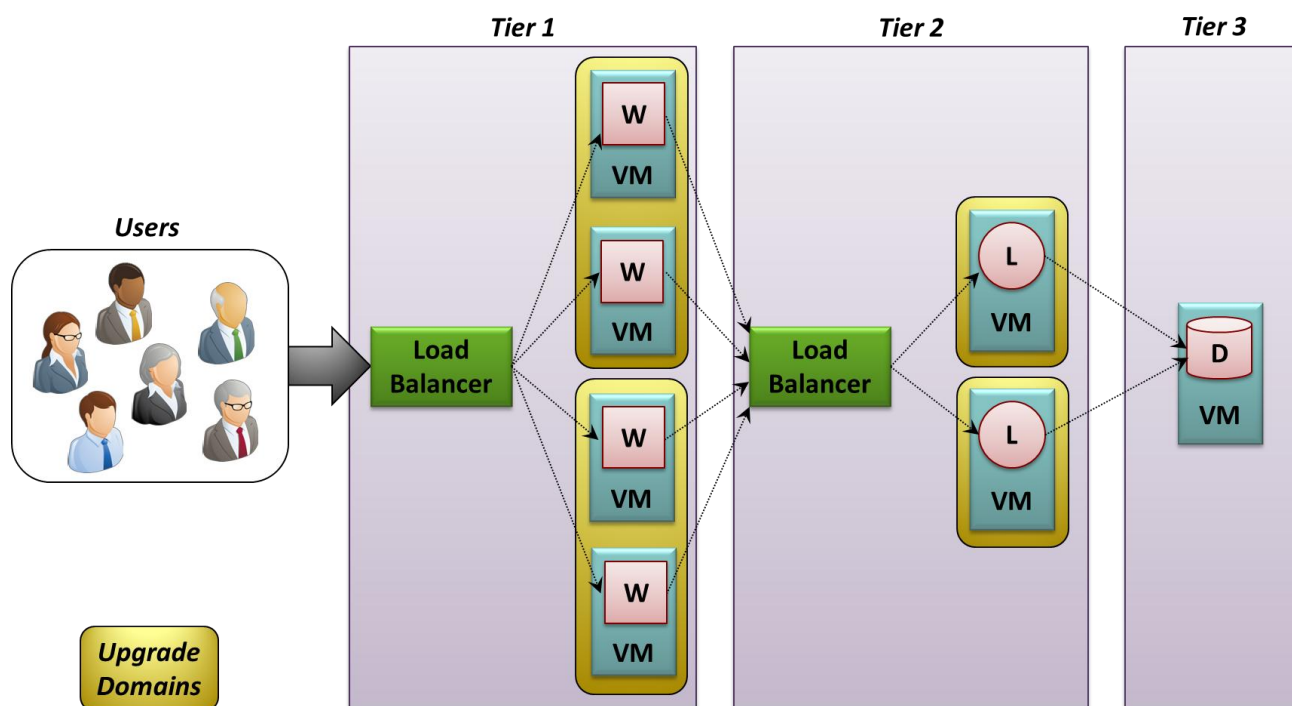 Tier 1
Tier 2
Tier 3
Users
W
VM
W
VM
W
VM
W
VM
Load
Balancer
Load
Balancer
L
VM
L
VM
D
VM
Upgrade
Domains